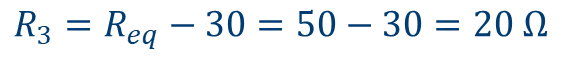 R₃ = R_eq − 30 = 50 − 30 = 20 Ω